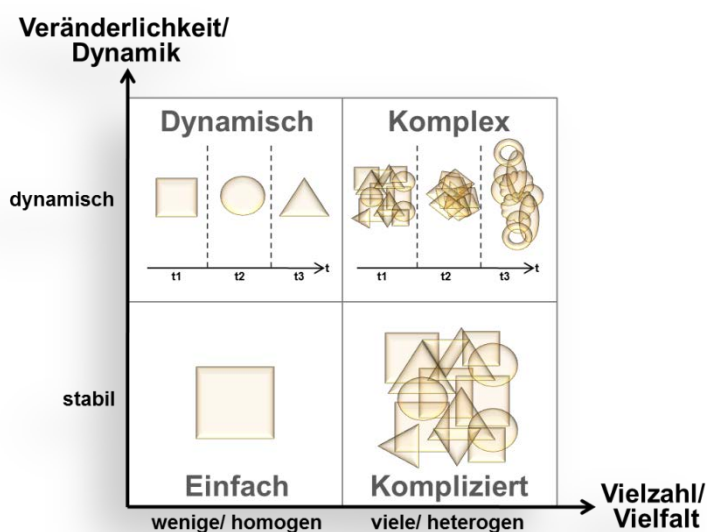 Veränderlichkeit/
Dynamik
Dynamisch
Komplex
dynamisch
t1 t2 t3 t
t1 t2 t3 t
stabil
Einfach
Kompliziert
wenige/ homogen
viele/ heterogen
Vielzahl/
Vielfalt